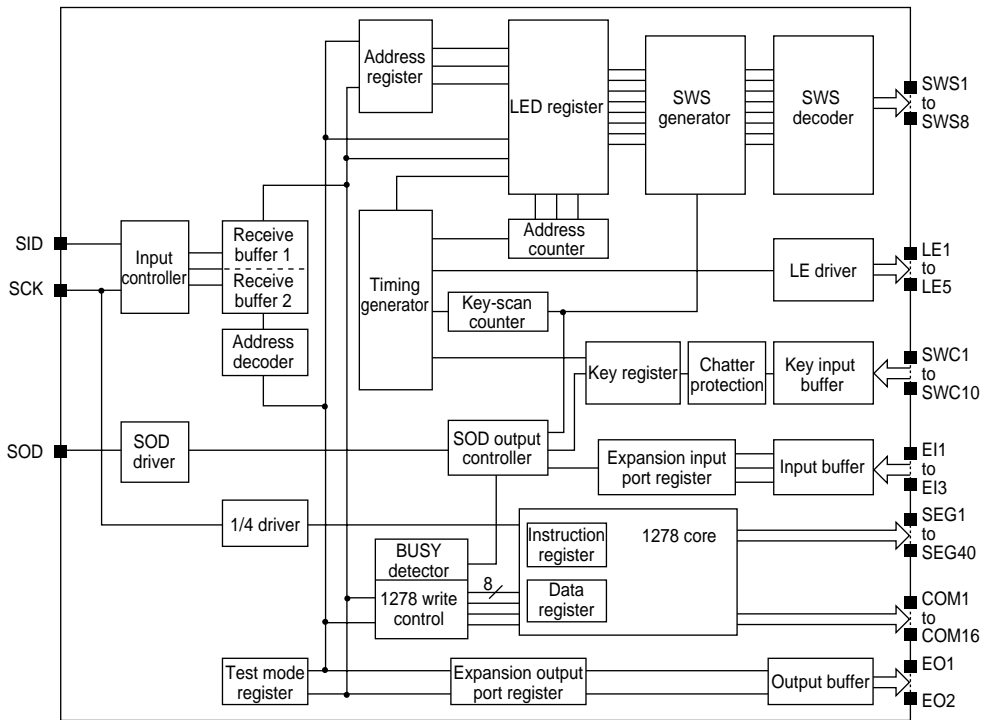 Address
register
LED register
SWS
generator
SWS
decoder
SWS1
to
SWS8
SID
SCK
Input
controller
Receive
buffer 1
Receive
buffer 2
Address
decoder
Timing
generator
Address
counter
Key-scan
counter
LE driver
LE1
to
LE5
Key register
Chatter
protection
Key input
buffer
SWC1
to
SWC10
SOD
SOD
driver
SOD output
controller
Expansion input
port register
Input buffer
EI1
to
EI3
1/4 driver
BUSY
detector
1278 write
control
8
Instruction
register
Data
register
1278 core
SEG1
to
SEG40
COM1
to
COM16
Test mode
register
Expansion output
port register
Output buffer
EO1
EO2